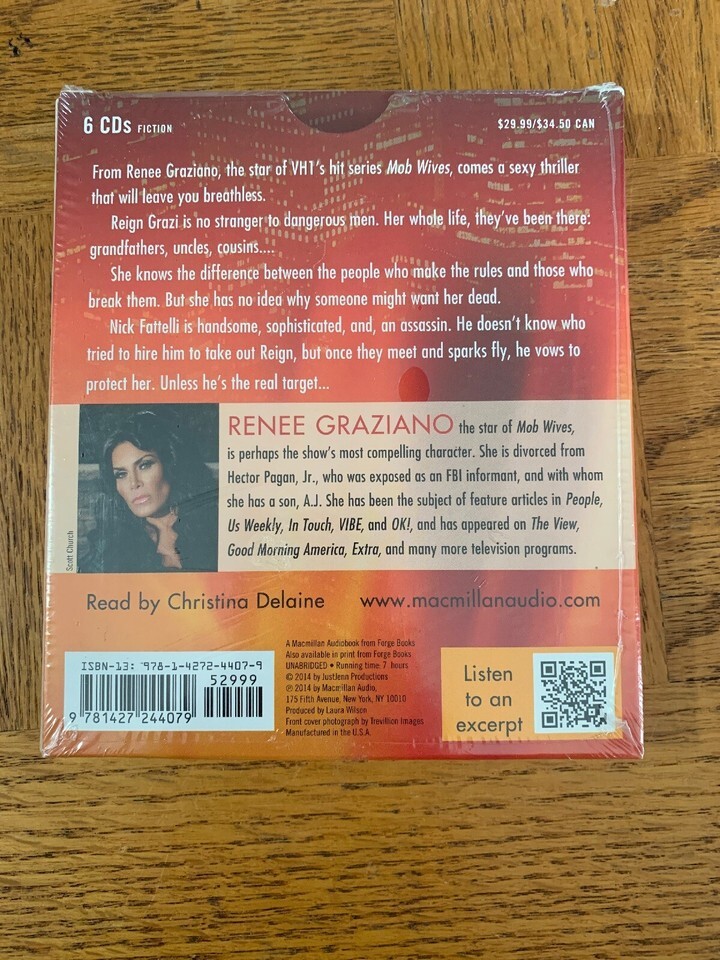 6 CDs FICTION
$29.99/$34.50 CAN
From Renee Graziano, the star of VH1's hit series Mob Wives, comes a sexy thriller
that will leave you breathless.
Reign Grazi is no stranger to dangerous men. Her whole life, they've been there:
grandfathers, uncles, cousins....
She knows the difference between the people who make the rules and those who
break them. But she has no idea why someone might want her dead.
Nick Fattelli is handsome, sophisticated, and, an assassin. He doesn't know who
tried to hire him to take out Reign, but once they meet and sparks fly, he vows to
protect her. Unless he's the real target...
RENEE GRAZIANO the star of Mob Wives,
is perhaps the show's most compelling character. She is divorced from
Hector Pagan, Jr., who was exposed as an FBI informant, and with whom
she has a son, A.J. She has been the subject of feature articles in People,
Us Weekly, In Touch, VIBE, and OK!, and has appeared on The View,
Good Morning America, Extra, and many more television programs.
Scott Church
Read by Christina Delaine
www.macmillanaudio.com
ISBN-13: 978-1-4272-4407-9
52999
9 781427 244079
A Macmillan Audiobook from Forge Books
Also available in print from Forge Books
UNABRIDGED • Running time: 7 hours
© 2014 by JustJenn Productions
℗ 2014 by Macmillan Audio,
175 Fifth Avenue, New York, NY 10010
Produced by Laura Wilson
Front cover photograph by Trevillion Images
Manufactured in the U.S.A.
Listen
to an
excerpt